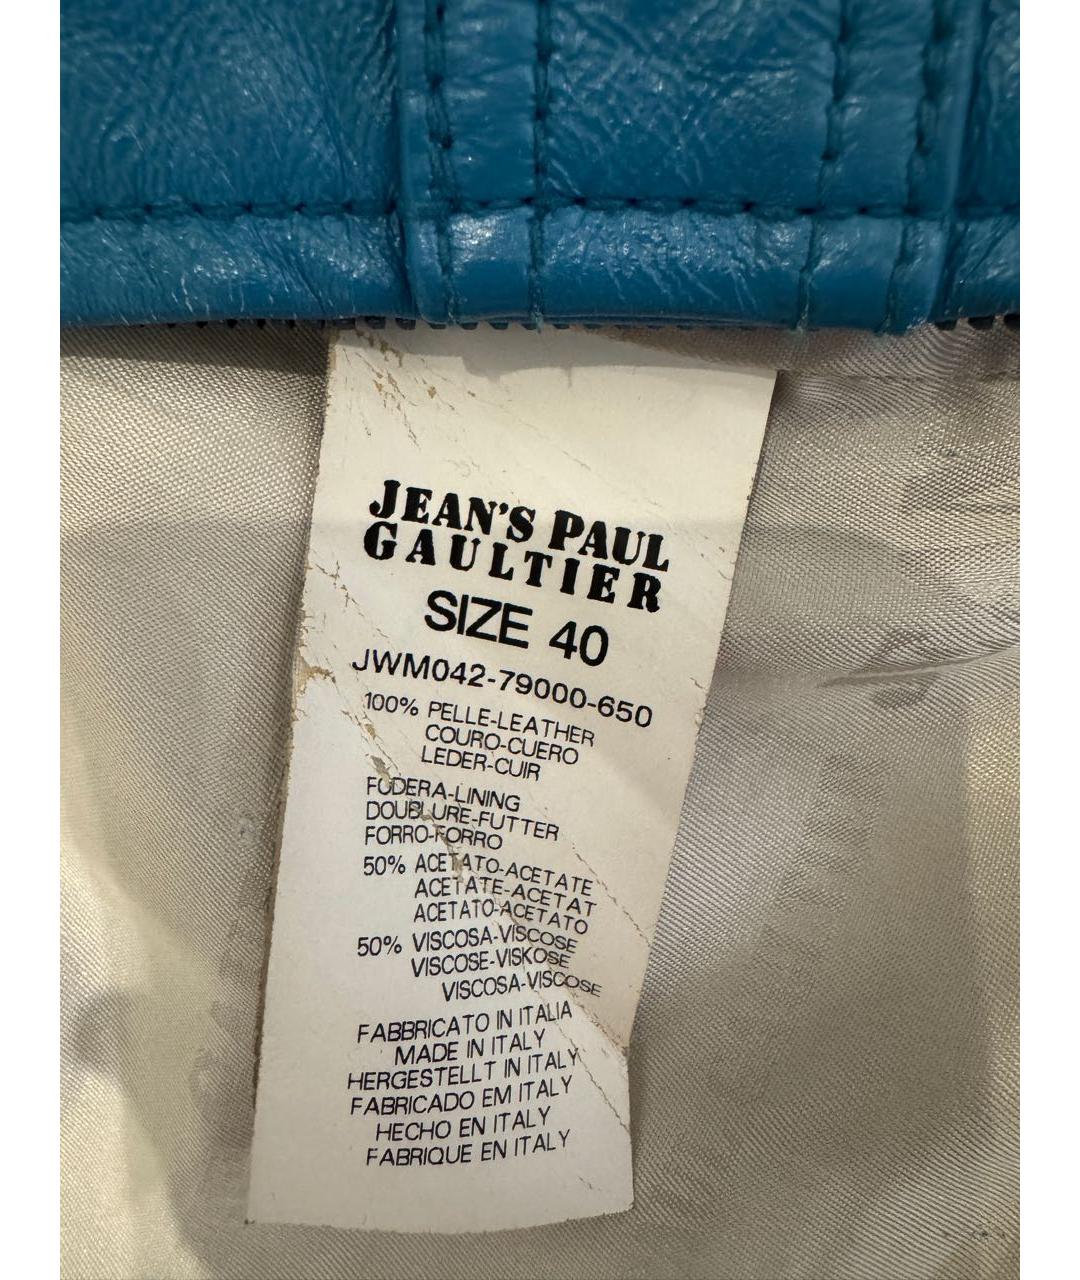 JEAN'S PAUL
GAULTIER
SIZE 40
JWM042-79000-650
100% PELLE-LEATHER
COURO-CUERO
LEDER-CUIR
FODERA-LINING
DOUBLURE-FUTTER
FORRO-FORRO
50% ACETATO-ACETATE
ACETATE-ACETAT
ACETATO-ACETATO
50% VISCOSA-VISCOSE
VISCOSE-VISKOSE
VISCOSA-VISCOSE
FABBRICATO IN ITALIA
MADE IN ITALY
HERGESTELLT IN ITALY
FABRICADO EM ITALY
HECHO EN ITALY
FABRIQUE EN ITALY